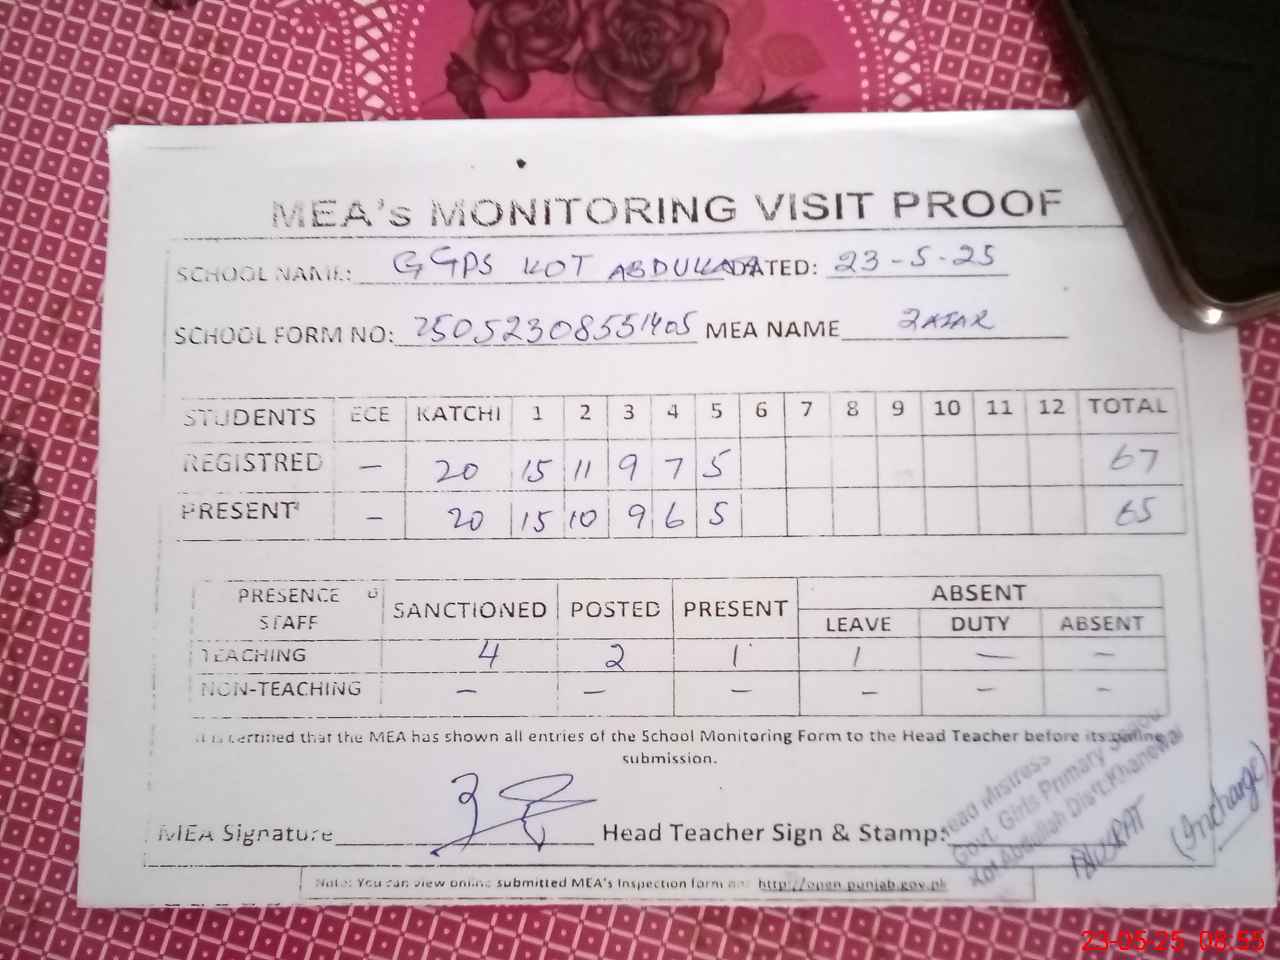 MEA's MONITORING VISIT PROOF
SCHOOL NAME: GGPS KOT ABDULLAH DATED: 23-5-25
SCHOOL FORM NO: 25052308551405 MEA NAME ZAFAR
STUDENTS ECE KATCHI 1 2 3 4 5 6 7 8 9 10 11 12 TOTAL
REGISTRED — 20 15 11 9 7 5 67
PRESENT — 20 15 10 9 6 5 65
PRESENCE STAFF SANCTIONED POSTED PRESENT ABSENT
LEAVE DUTY ABSENT
TEACHING 4 2 1 1 — —
NON-TEACHING — — — — — —
It is certified that the MEA has shown all entries of the School Monitoring Form to the Head Teacher before its online
submission.
MEA Signature Head Teacher Sign & Stamp:
Head Mistress
Govt. Girls Primary School
Kot Abdullah Distt. Khanewal
NUSRAT
(Incharge)
Note: You can view online submitted MEA's Inspection form on: http://open.punjab.gov.pk
23-05-25 08:55